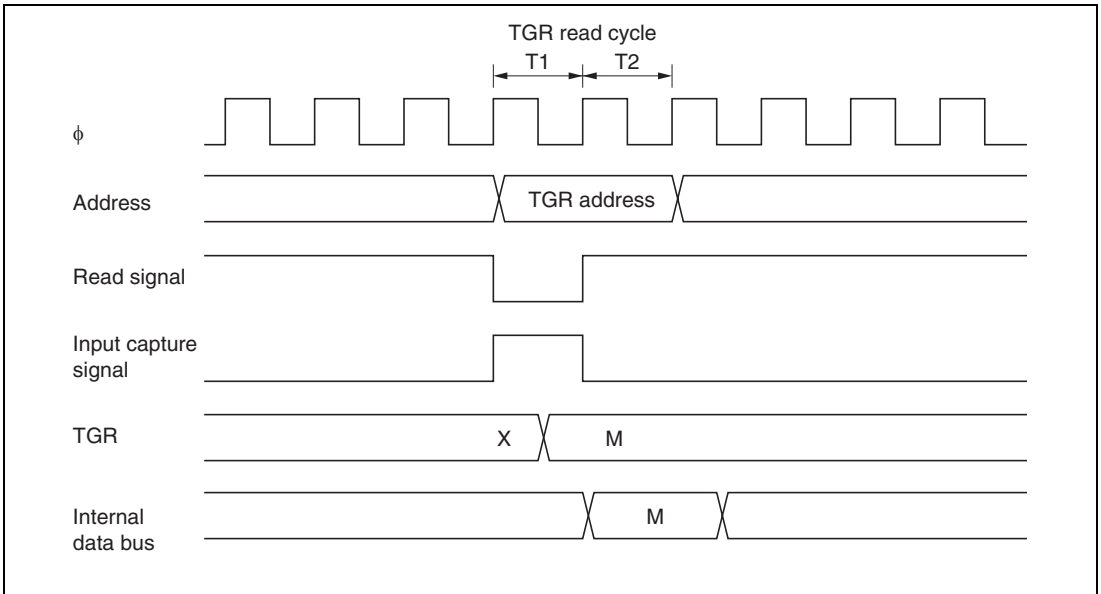 TGR read cycle
T1 T2
ϕ
Address
TGR address
Read signal
Input capture
signal
TGR
X M
Internal
data bus
M